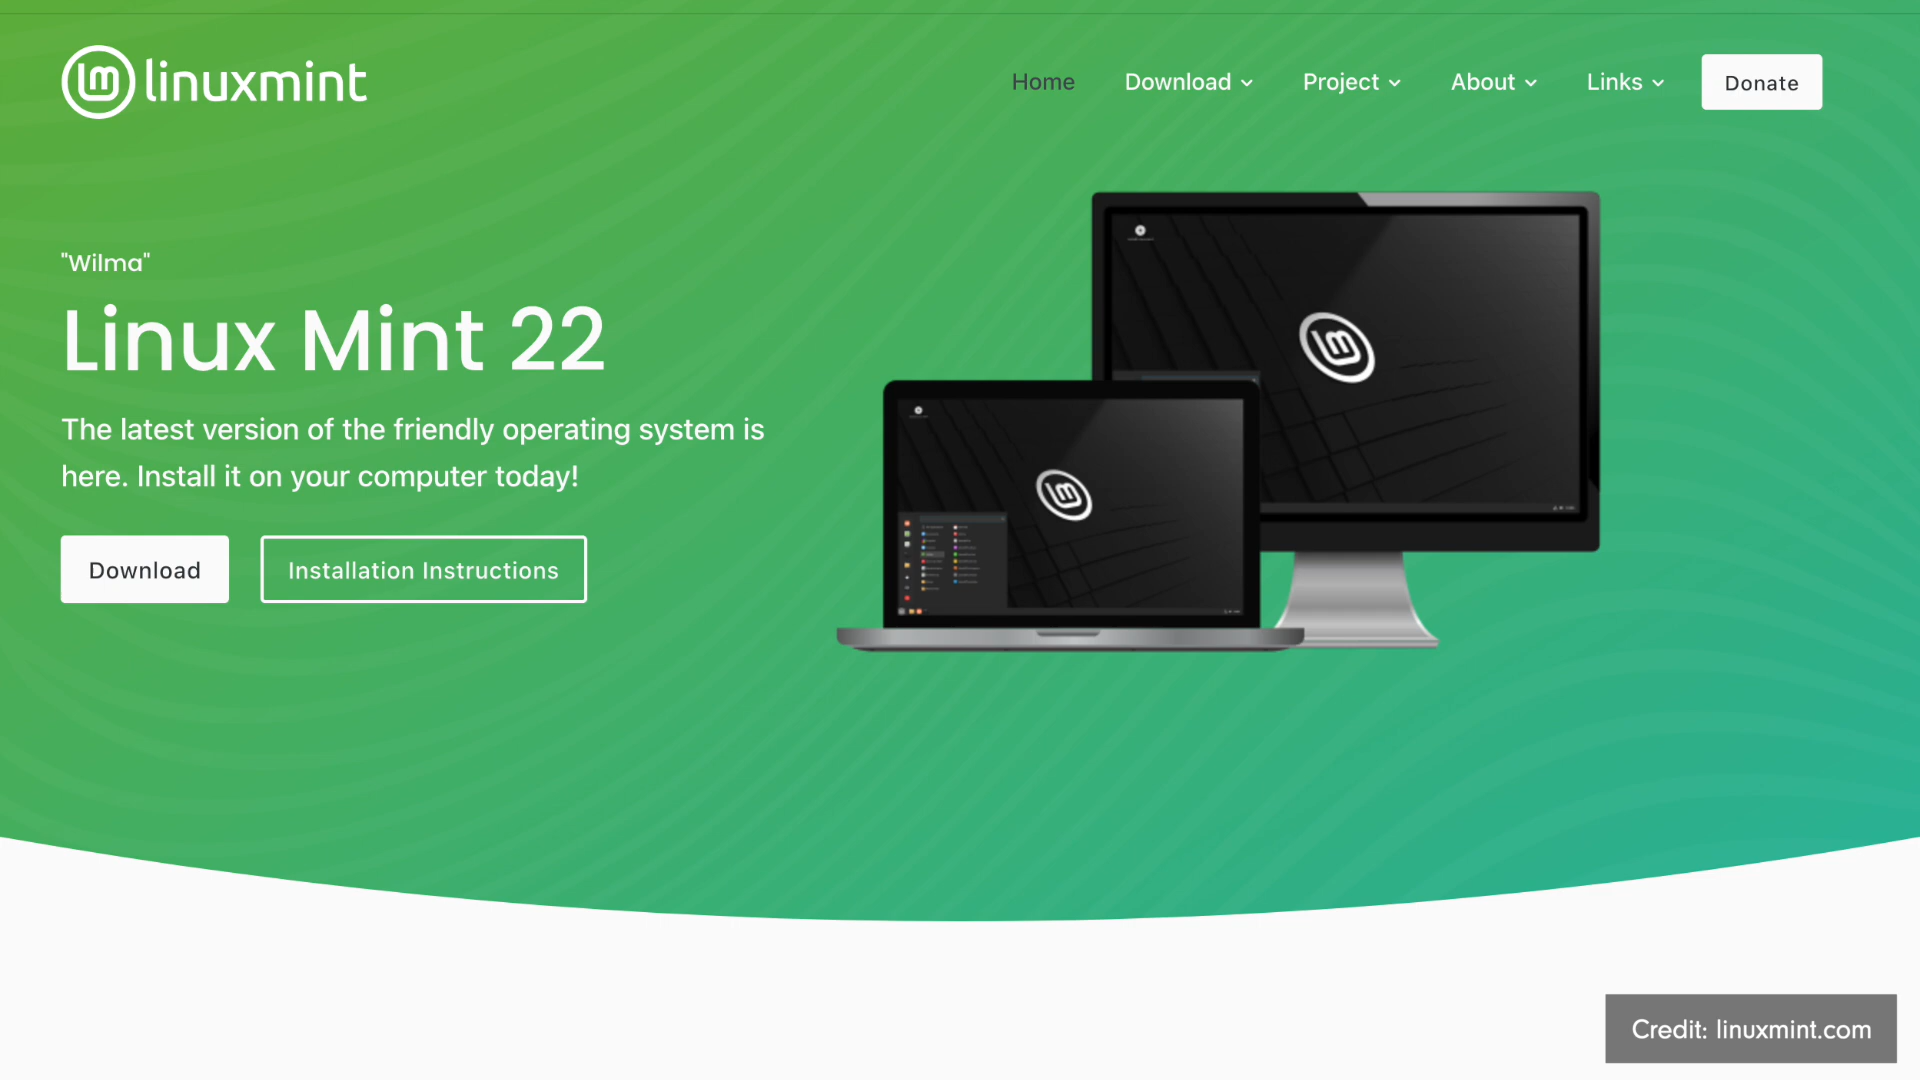 linuxmint
Home Download Project About Links Donate
"Wilma"
Linux Mint 22
The latest version of the friendly operating system is
here. Install it on your computer today!
Download Installation Instructions
Credit: linuxmint.com